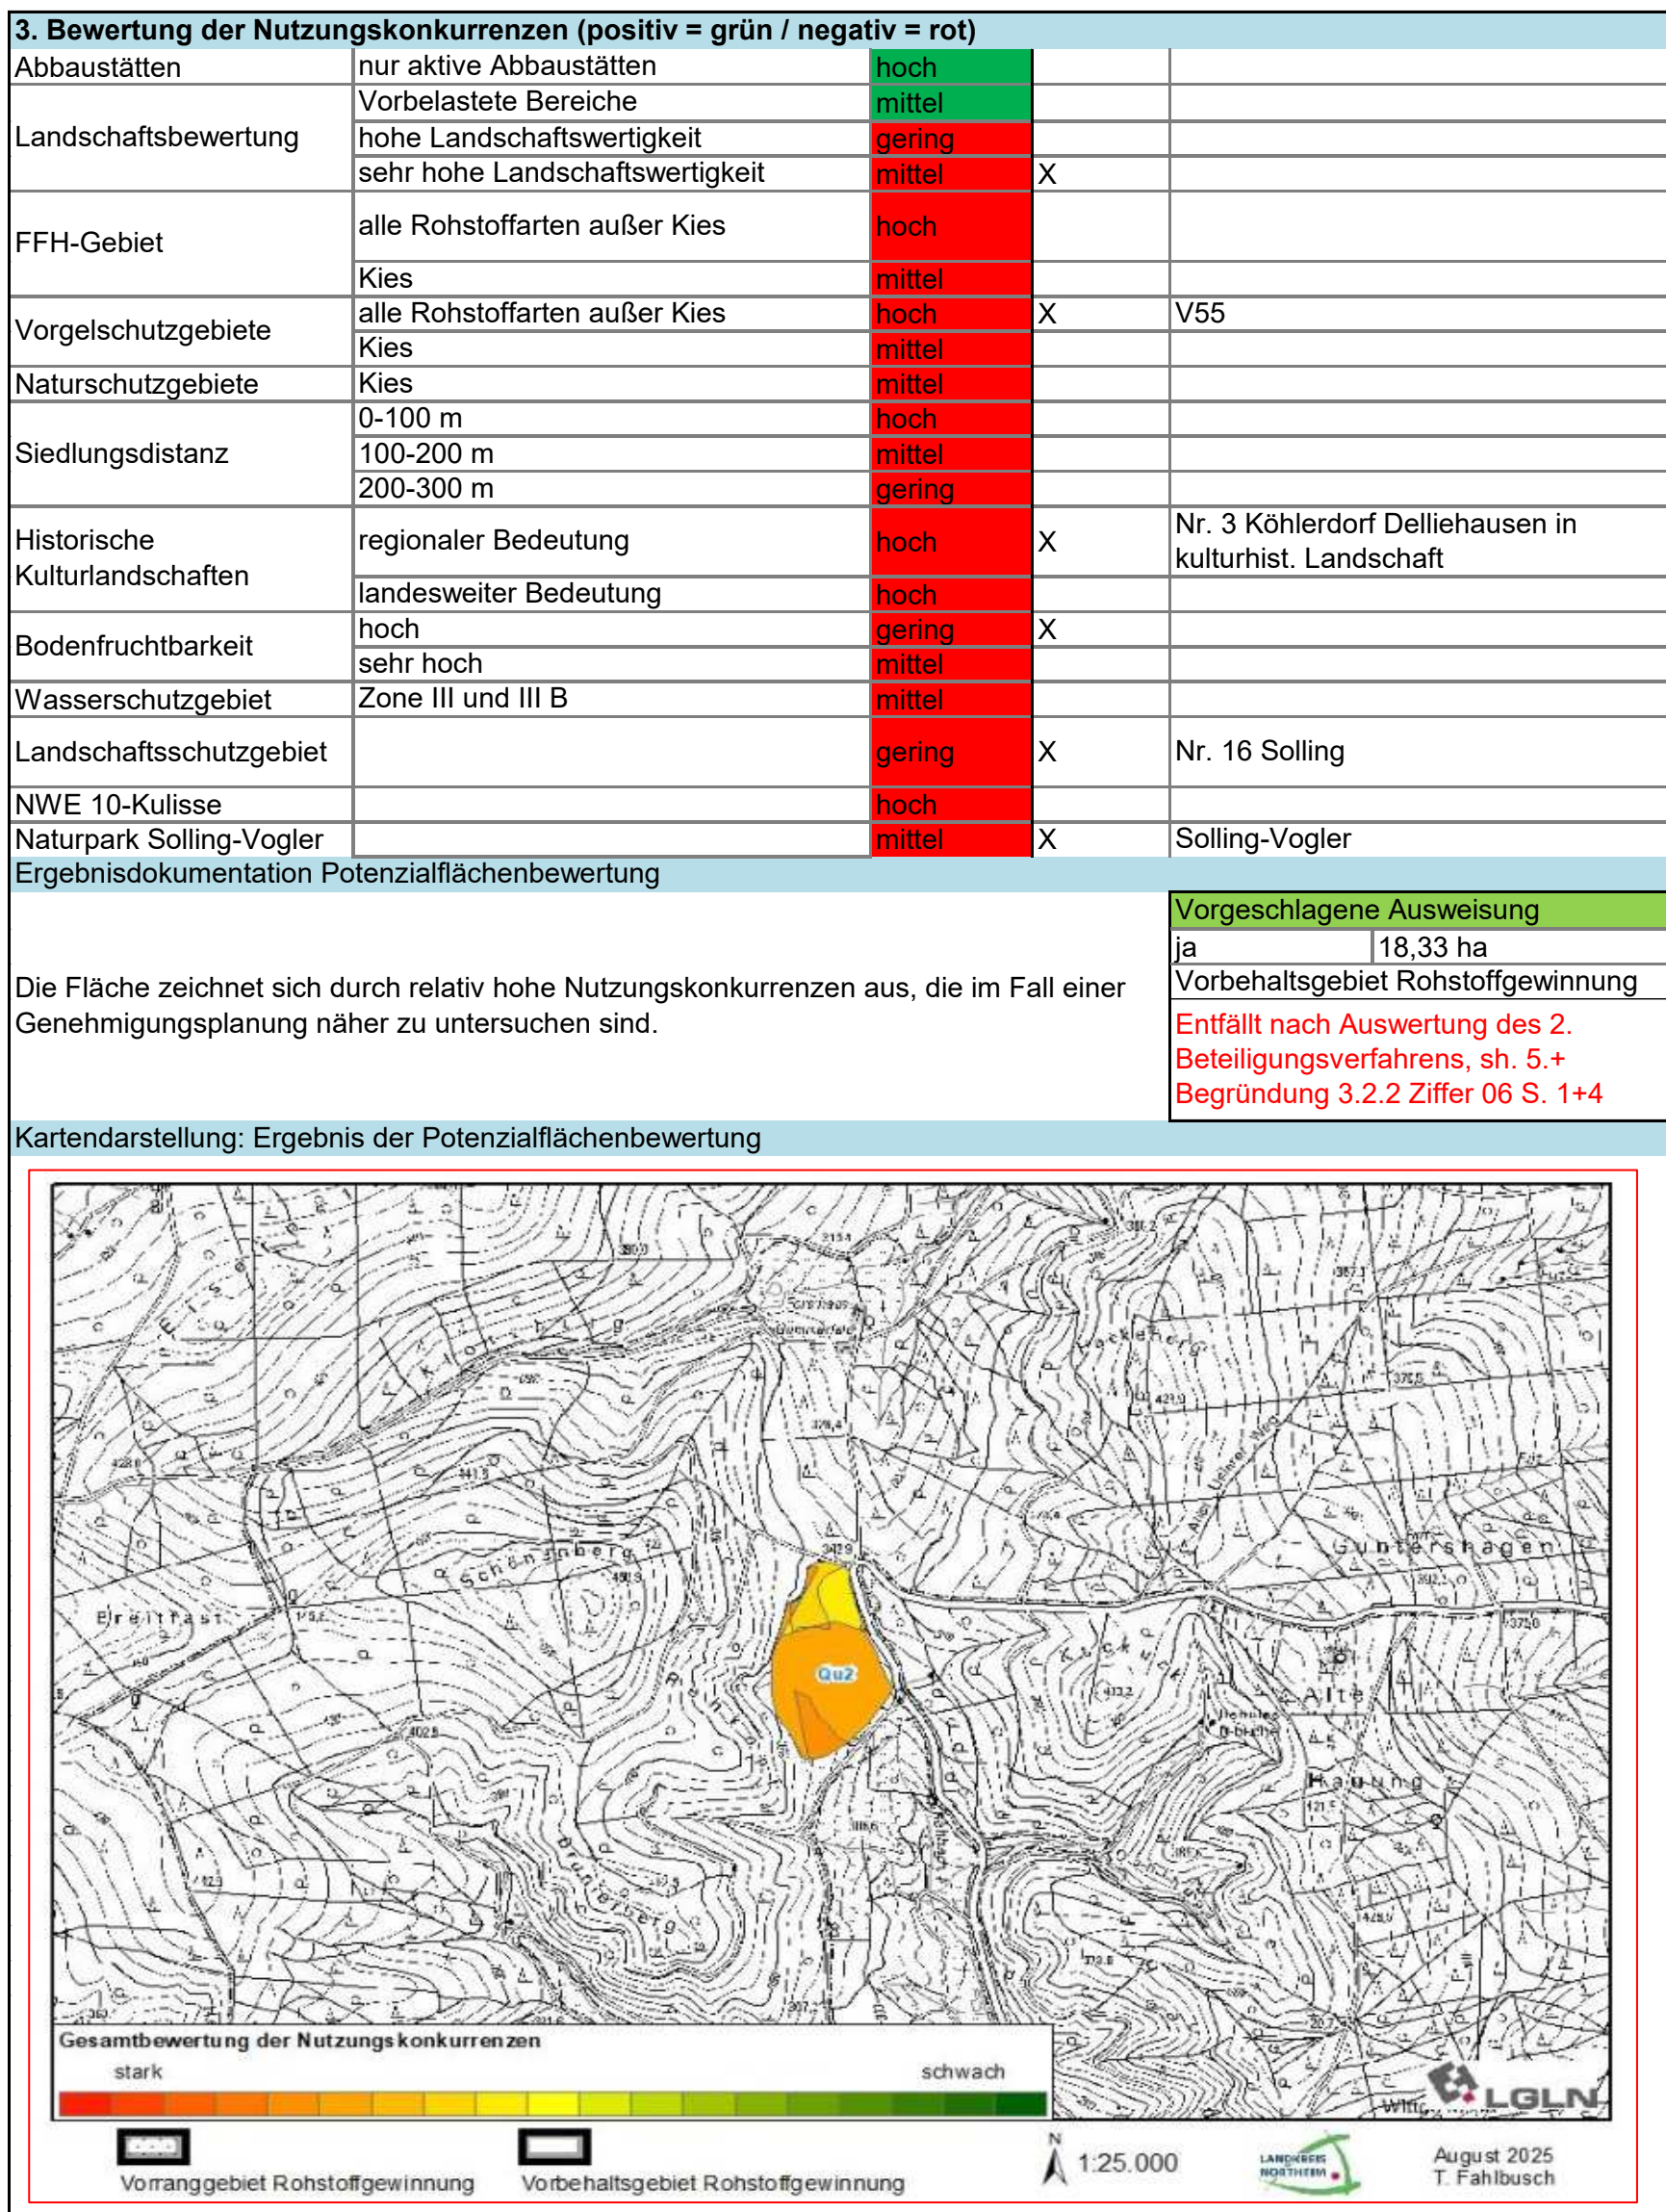 3. Bewertung der Nutzungskonkurrenzen (positiv = grün / negativ = rot)
Abbaustätten nur aktive Abbaustätten hoch
Landschaftsbewertung Vorbelastete Bereiche mittel
hohe Landschaftswertigkeit gering
sehr hohe Landschaftswertigkeit mittel X
FFH-Gebiet alle Rohstoffarten außer Kies hoch
Kies mittel
Vorgelschutzgebiete alle Rohstoffarten außer Kies hoch X V55
Kies mittel
Naturschutzgebiete Kies mittel
Siedlungsdistanz 0-100 m hoch
100-200 m mittel
200-300 m gering
Historische Kulturlandschaften regionaler Bedeutung hoch X Nr. 3 Köhlerdorf Delliehausen in
kulturhist. Landschaft
landesweiter Bedeutung hoch
Bodenfruchtbarkeit hoch gering X
sehr hoch mittel
Wasserschutzgebiet Zone III und III B mittel
Landschaftsschutzgebiet gering X Nr. 16 Solling
NWE 10-Kulisse hoch
Naturpark Solling-Vogler mittel X Solling-Vogler
Ergebnisdokumentation Potenzialflächenbewertung
Vorgeschlagene Ausweisung
ja 18,33 ha
Vorbehaltsgebiet Rohstoffgewinnung
Die Fläche zeichnet sich durch relativ hohe Nutzungskonkurrenzen aus, die im Fall einer
Genehmigungsplanung näher zu untersuchen sind.
Entfällt nach Auswertung des 2.
Beteiligungsverfahrens, sh. 5.+
Begründung 3.2.2 Ziffer 06 S. 1+4
Kartendarstellung: Ergebnis der Potenzialflächenbewertung
Schönenberg
Guntershagen
Breitfast
Qu2
Alte
Hauung
Gesamtbewertung der Nutzungskonkurrenzen
stark schwach
LGLN
Vorranggebiet Rohstoffgewinnung
Vorbehaltsgebiet Rohstoffgewinnung
N
1:25.000
LANDKREIS
NORTHEIM
August 2025
T. Fahlbusch